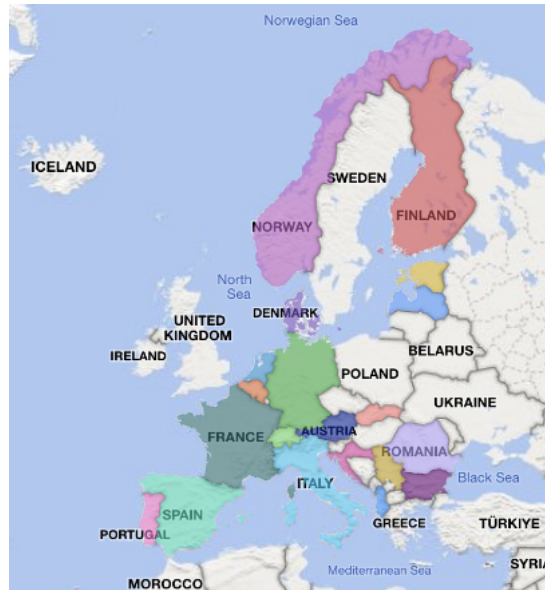 Norwegian Sea
ICELAND
SWEDEN
NORWAY
FINLAND
North
Sea
DENMARK
UNITED
KINGDOM
IRELAND
BELARUS
POLAND
UKRAINE
AUSTRIA
FRANCE
ROMANIA
Black Sea
ITALY
SPAIN
PORTUGAL
GREECE
TÜRKIYE
SYRIA
Mediterranean Sea
MOROCCO